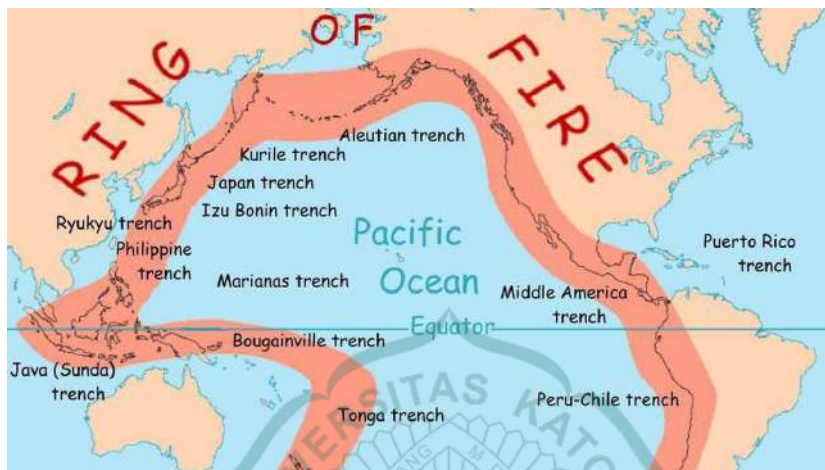 RING OF FIRE
Aleutian trench
Kurile trench
Japan trench
Izu Bonin trench
Ryukyu trench
Philippine
trench
Pacific
Ocean
Puerto Rico
trench
Marianas trench
Middle America
trench
Equator
Bougainville trench
Java (Sunda)
trench
Tonga trench
Peru-Chile trench